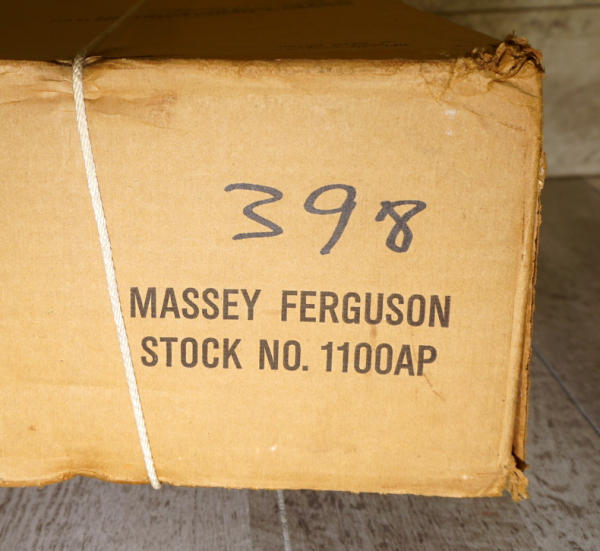 398
MASSEY FERGUSON
STOCK NO. 1100AP